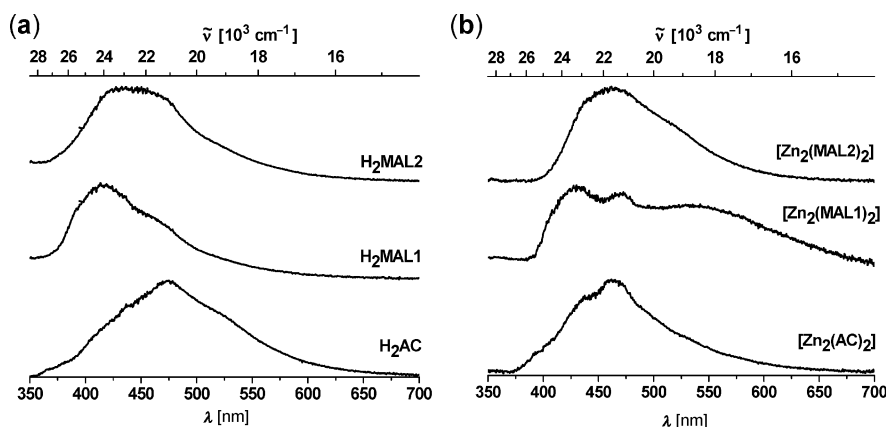 (a)
ν̃ [10³ cm⁻¹]
28 26 24 22 20 18 16
H₂MAL2
H₂MAL1
H₂AC
350 400 450 500 550 600 650 700
λ [nm]
(b)
ν̃ [10³ cm⁻¹]
28 26 24 22 20 18 16
[Zn₂(MAL2)₂]
[Zn₂(MAL1)₂]
[Zn₂(AC)₂]
350 400 450 500 550 600 650 700
λ [nm]